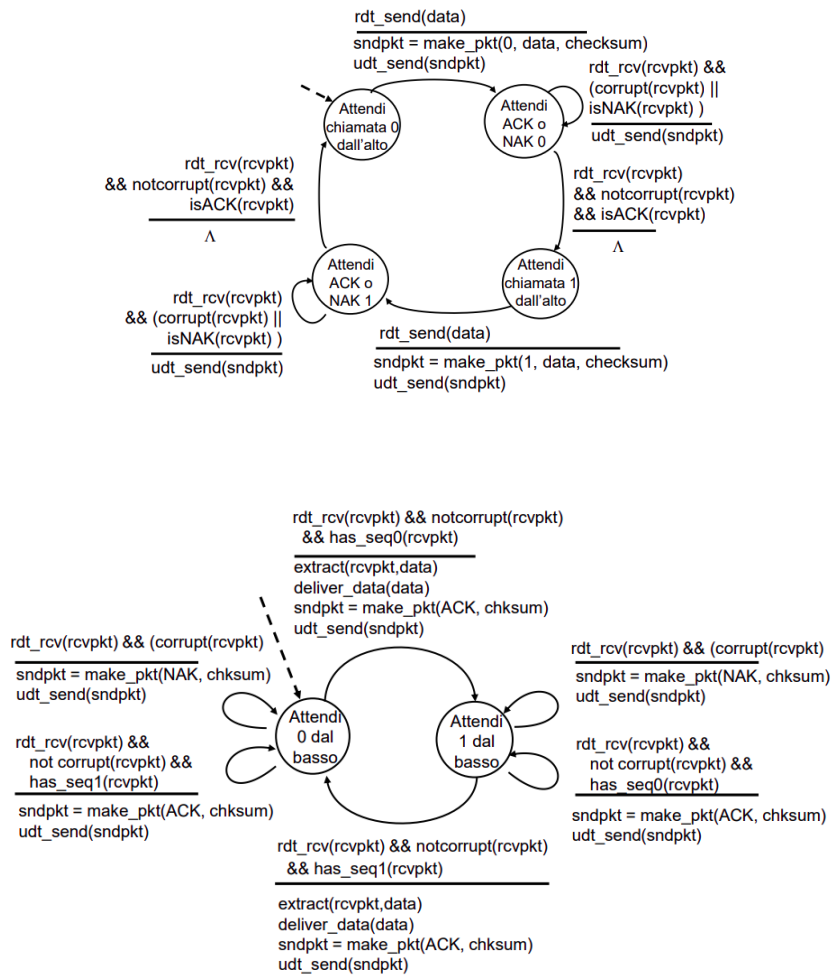 rdt_send(data)
sndpkt = make_pkt(0, data, checksum)
udt_send(sndpkt)
Attendi
chiamata 0
dall'alto
Attendi
ACK o
NAK 0
rdt_rcv(rcvpkt) &&
(corrupt(rcvpkt) ||
isNAK(rcvpkt) )
udt_send(sndpkt)
rdt_rcv(rcvpkt)
&& notcorrupt(rcvpkt) &&
isACK(rcvpkt)
Λ
rdt_rcv(rcvpkt)
&& notcorrupt(rcvpkt)
&& isACK(rcvpkt)
Λ
Attendi
ACK o
NAK 1
Attendi
chiamata 1
dall'alto
rdt_rcv(rcvpkt)
&& (corrupt(rcvpkt) ||
isNAK(rcvpkt) )
udt_send(sndpkt)
rdt_send(data)
sndpkt = make_pkt(1, data, checksum)
udt_send(sndpkt)
rdt_rcv(rcvpkt) && notcorrupt(rcvpkt)
&& has_seq0(rcvpkt)
extract(rcvpkt,data)
deliver_data(data)
sndpkt = make_pkt(ACK, chksum)
udt_send(sndpkt)
rdt_rcv(rcvpkt) && (corrupt(rcvpkt)
sndpkt = make_pkt(NAK, chksum)
udt_send(sndpkt)
rdt_rcv(rcvpkt) &&
not corrupt(rcvpkt) &&
has_seq1(rcvpkt)
sndpkt = make_pkt(ACK, chksum)
udt_send(sndpkt)
Attendi
0 dal
basso
Attendi
1 dal
basso
rdt_rcv(rcvpkt) && (corrupt(rcvpkt)
sndpkt = make_pkt(NAK, chksum)
udt_send(sndpkt)
rdt_rcv(rcvpkt) &&
not corrupt(rcvpkt) &&
has_seq0(rcvpkt)
sndpkt = make_pkt(ACK, chksum)
udt_send(sndpkt)
rdt_rcv(rcvpkt) && notcorrupt(rcvpkt)
&& has_seq1(rcvpkt)
extract(rcvpkt,data)
deliver_data(data)
sndpkt = make_pkt(ACK, chksum)
udt_send(sndpkt)